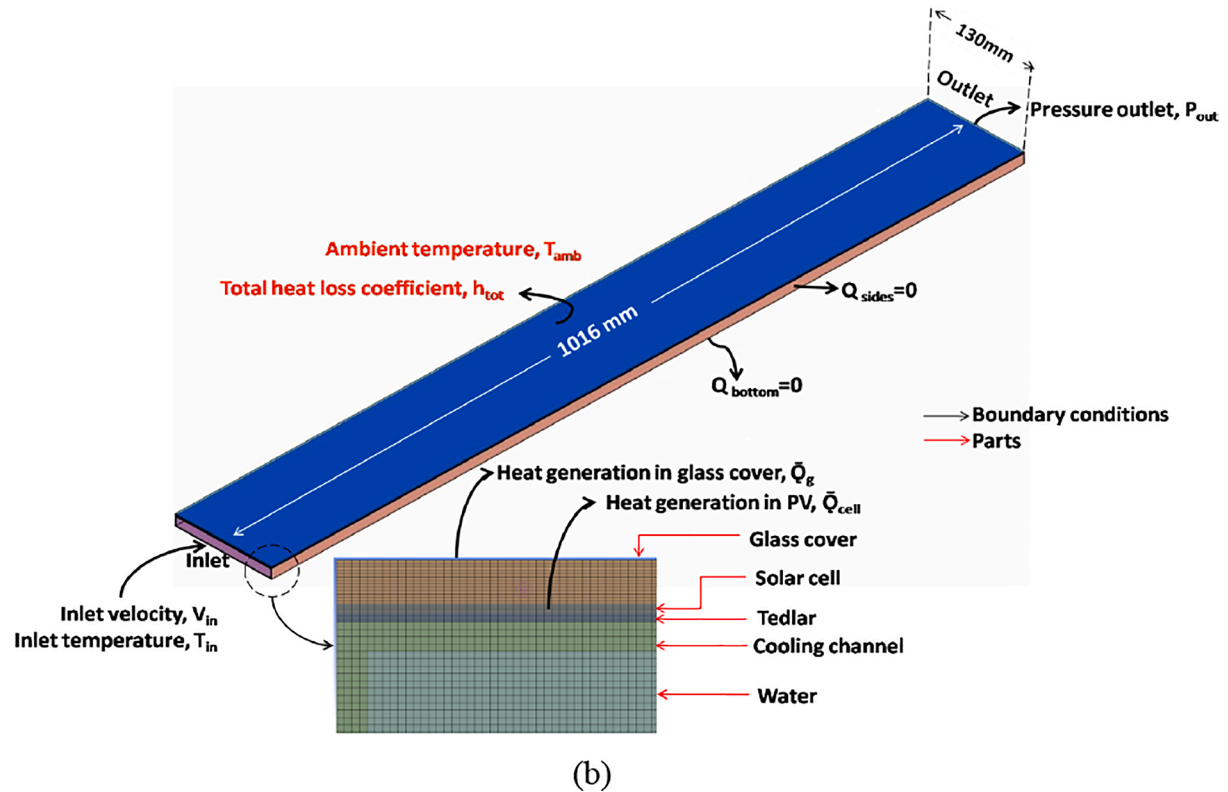 130mm
Outlet
Pressure outlet, Pout
Ambient temperature, Tamb
Total heat loss coefficient, htot
1016 mm
Q sides=0
Q bottom=0
Boundary conditions
Parts
Heat generation in glass cover, Q̄g
Heat generation in PV, Q̄cell
Glass cover
Solar cell
Tedlar
Cooling channel
Water
Inlet
Inlet velocity, Vin
Inlet temperature, Tin
(b)